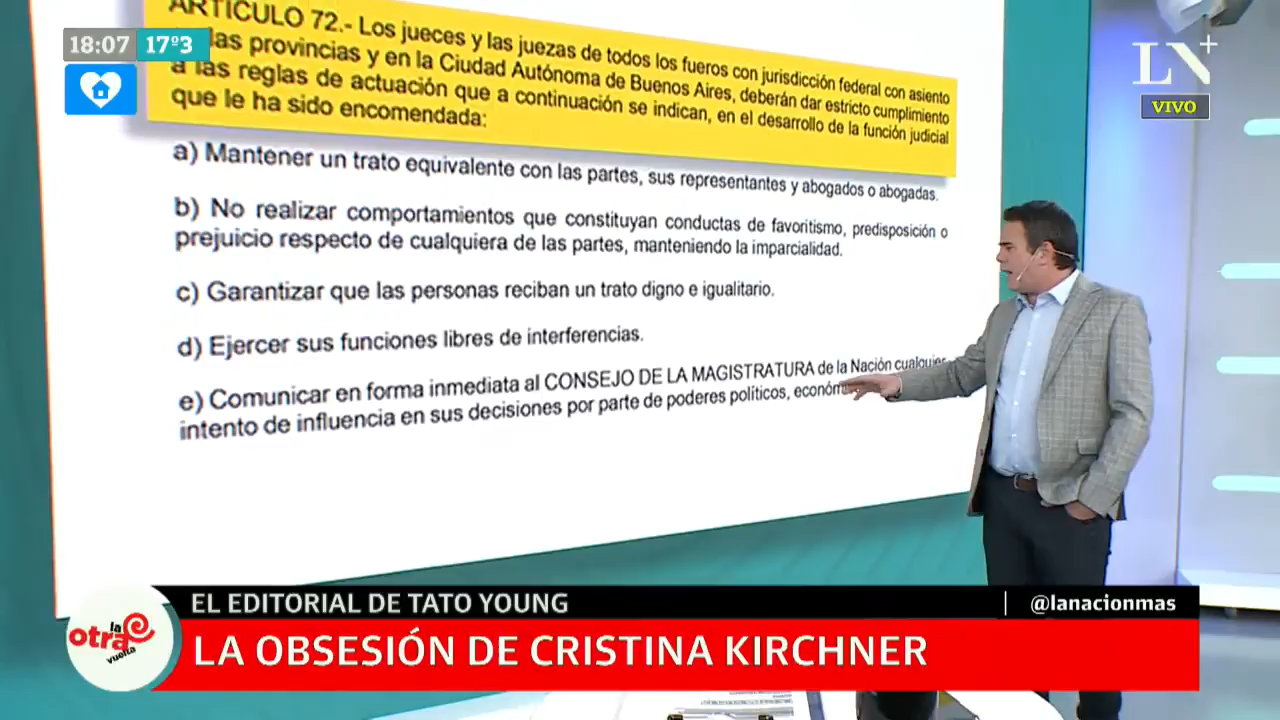 18:07 17º3
LN+
VIVO
ARTÍCULO 72.- Los jueces y las juezas de todos los fueros con jurisdicción federal con asiento
las provincias y en la Ciudad Autónoma de Buenos Aires, deberán dar estricto cumplimiento
a las reglas de actuación que a continuación se indican, en el desarrollo de la función judicial
que le ha sido encomendada:
a) Mantener un trato equivalente con las partes, sus representantes y abogados o abogadas.
b) No realizar comportamientos que constituyan conductas de favoritismo, predisposición o
prejuicio respecto de cualquiera de las partes, manteniendo la imparcialidad.
c) Garantizar que las personas reciban un trato digno e igualitario.
d) Ejercer sus funciones libres de interferencias.
e) Comunicar en forma inmediata al CONSEJO DE LA MAGISTRATURA de la Nación cualquier
intento de influencia en sus decisiones por parte de poderes políticos,
la otra vuelta
EL EDITORIAL DE TATO YOUNG
@lanacionmas
LA OBSESIÓN DE CRISTINA KIRCHNER